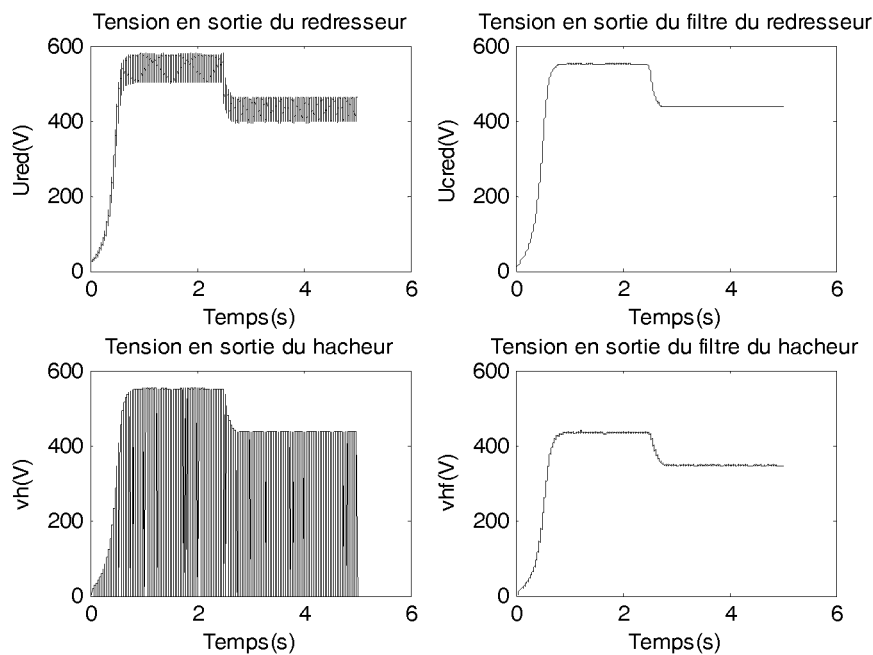 Tension en sortie du redresseur
600
400
200
0
Ured(V)
0 2 4 6
Temps(s)
Tension en sortie du filtre du redresseur
600
400
200
0
Ucred(V)
0 2 4 6
Temps(s)
Tension en sortie du hacheur
600
400
200
0
vh(V)
0 2 4 6
Temps(s)
Tension en sortie du filtre du hacheur
600
400
200
0
vhf(V)
0 2 4 6
Temps(s)